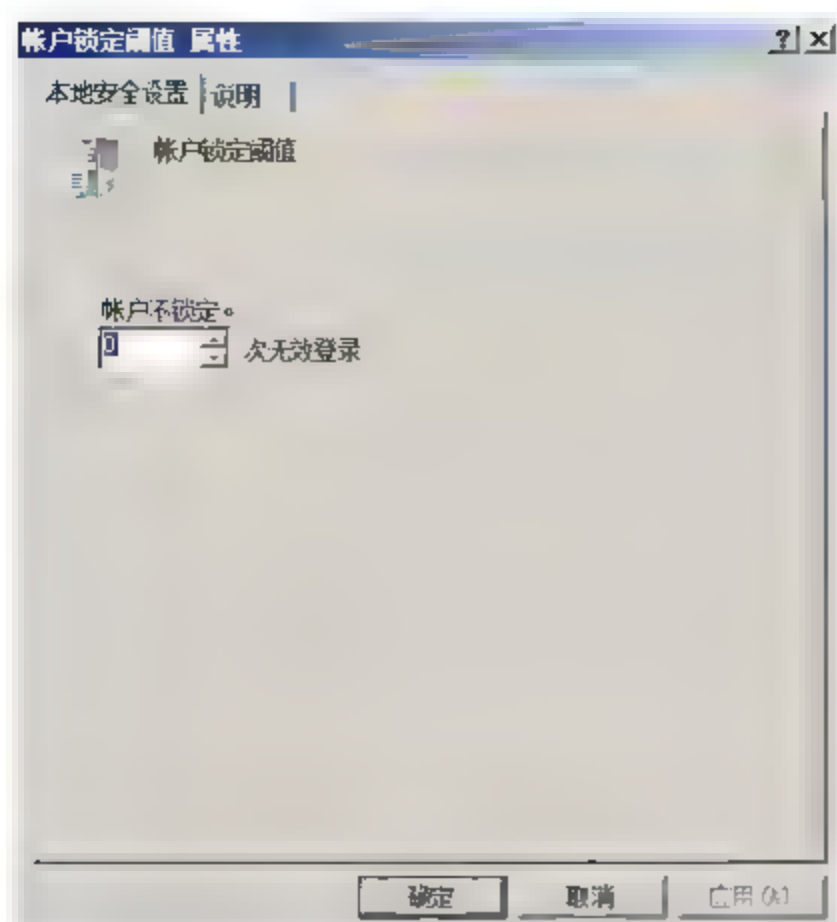 帐户锁定阈值 属性
本地安全设置 说明
帐户锁定阈值
帐户不锁定。
0 次无效登录
确定 取消 应用(A)